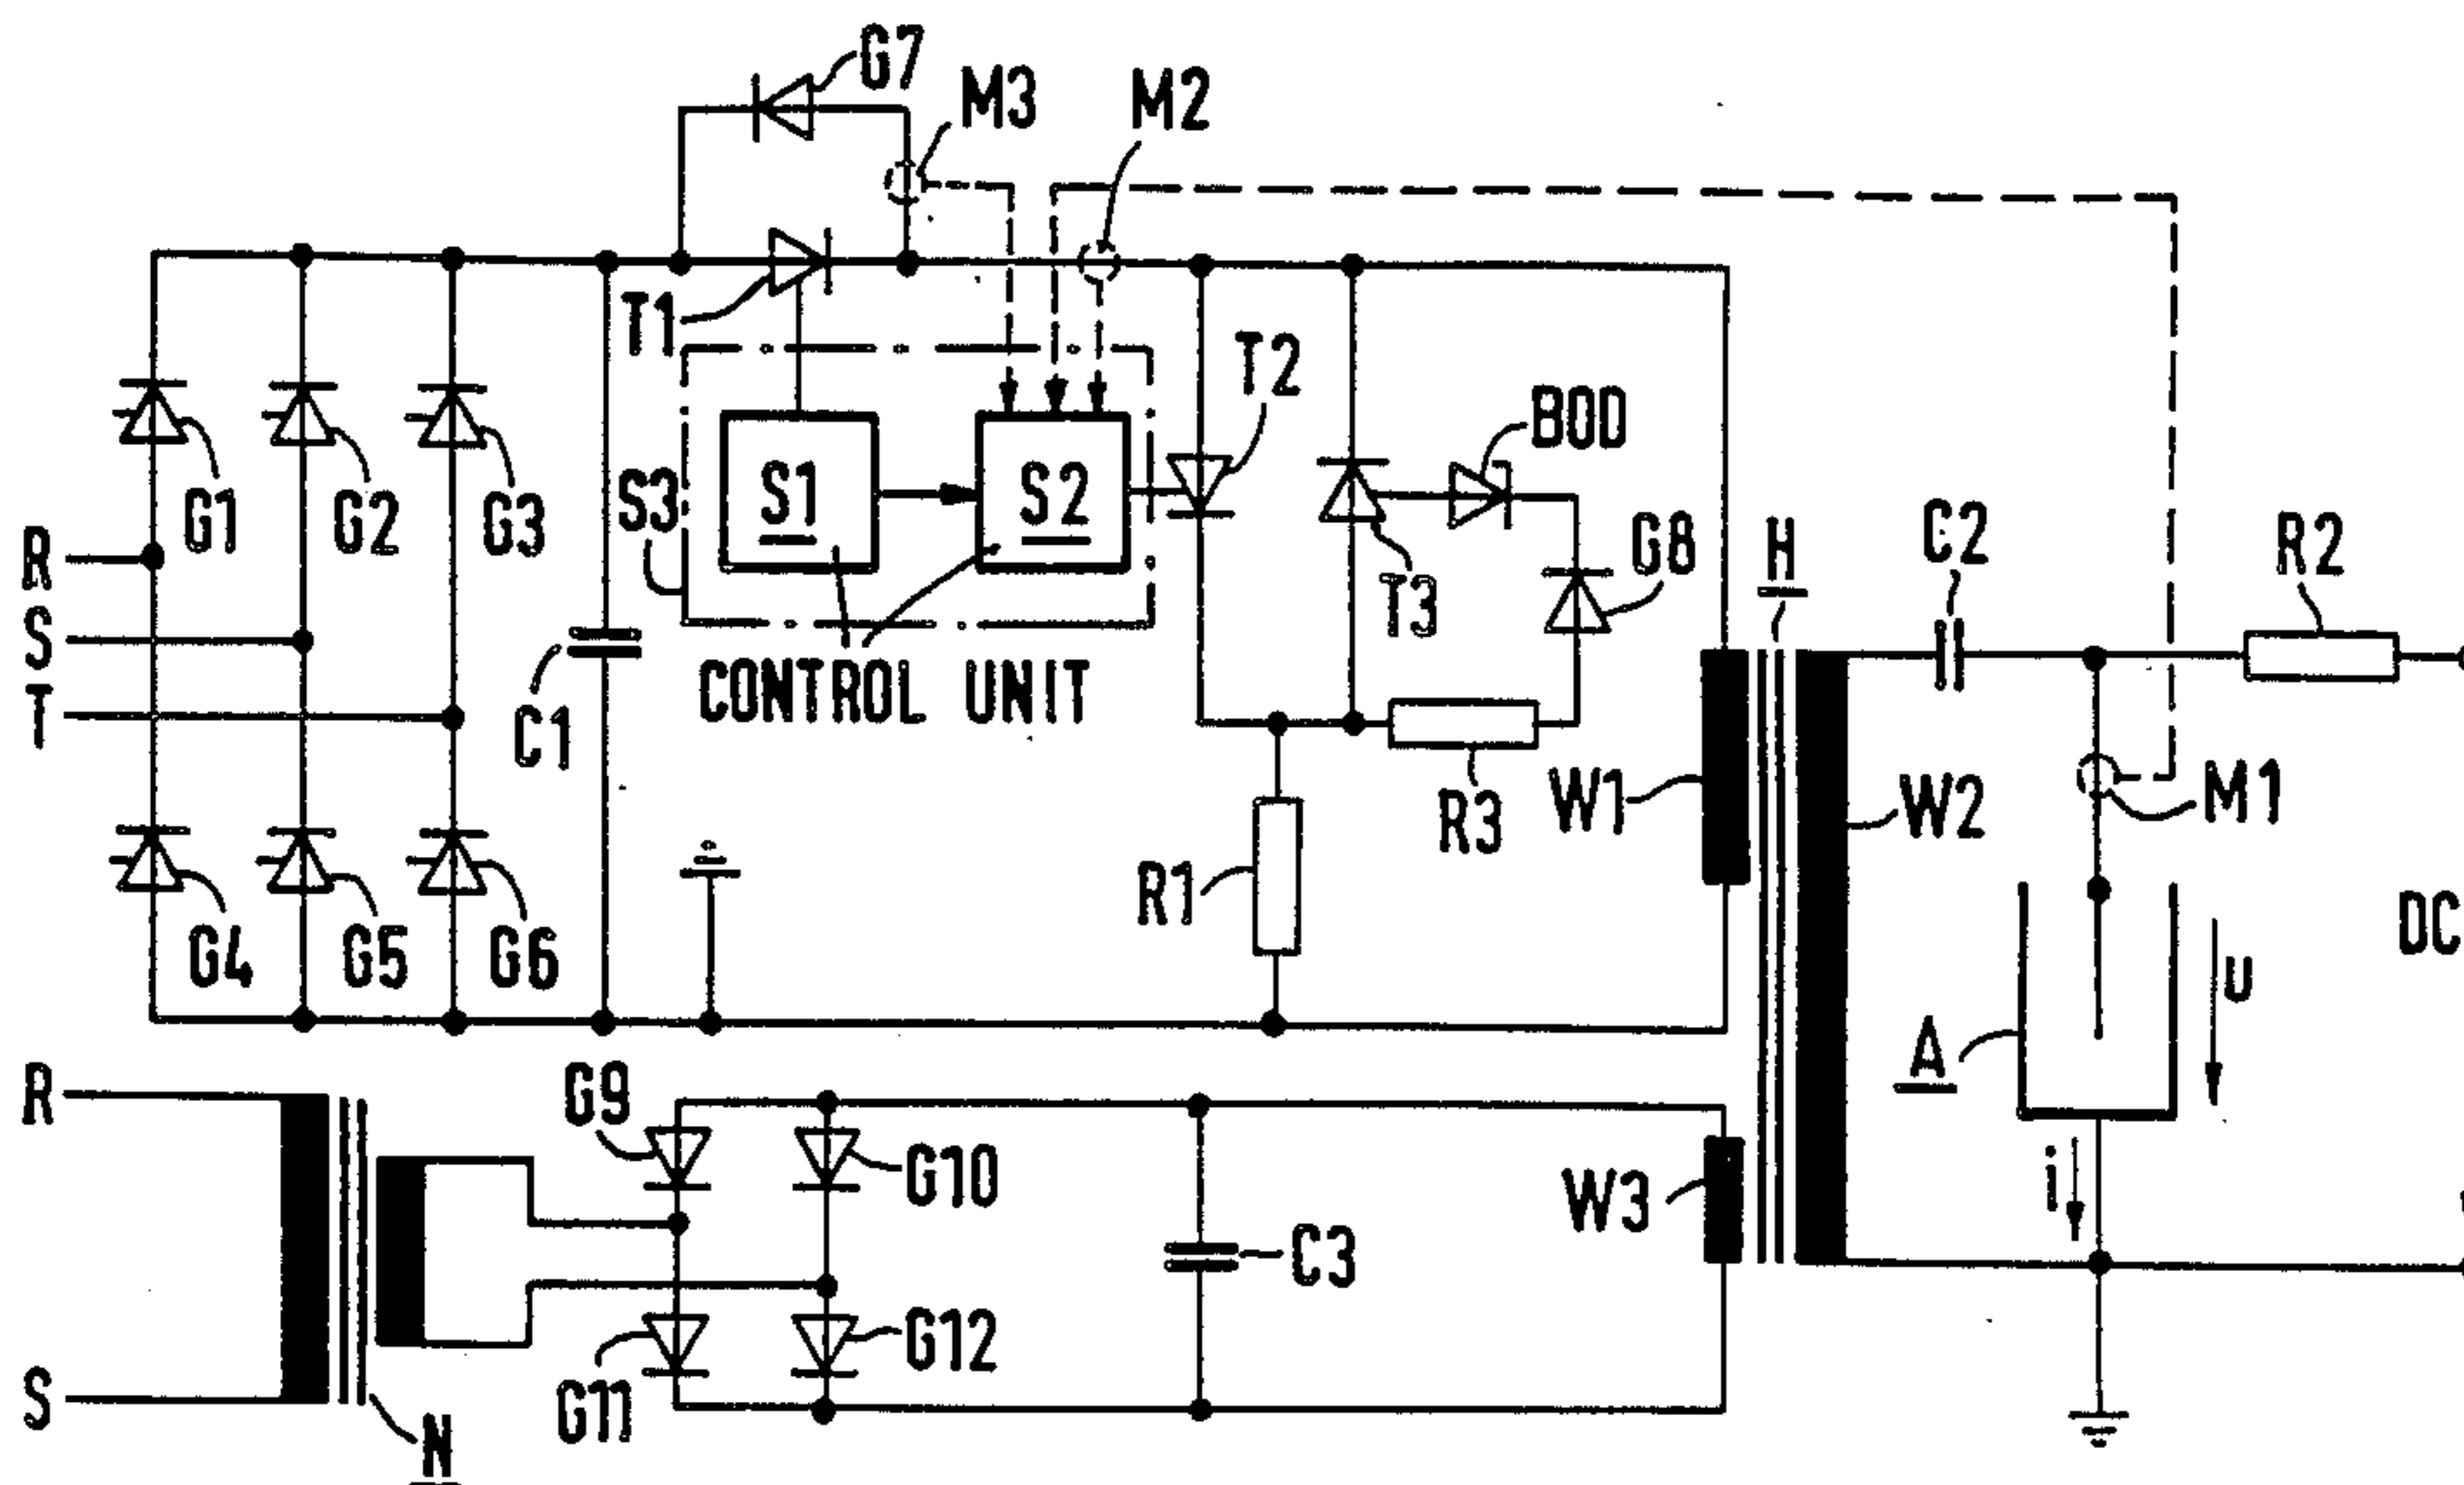 G7
M3
M2
T1
T2
BOD
G1
G2
G3
S3
S1
S2
G8
H
C2
R2
R
S
T
T3
C1
CONTROL UNIT
W1
R3
W2
M1
R1
G4
G5
G6
A
U
DC
R
G9
G10
i
W3
C3
G12
G11
S
N